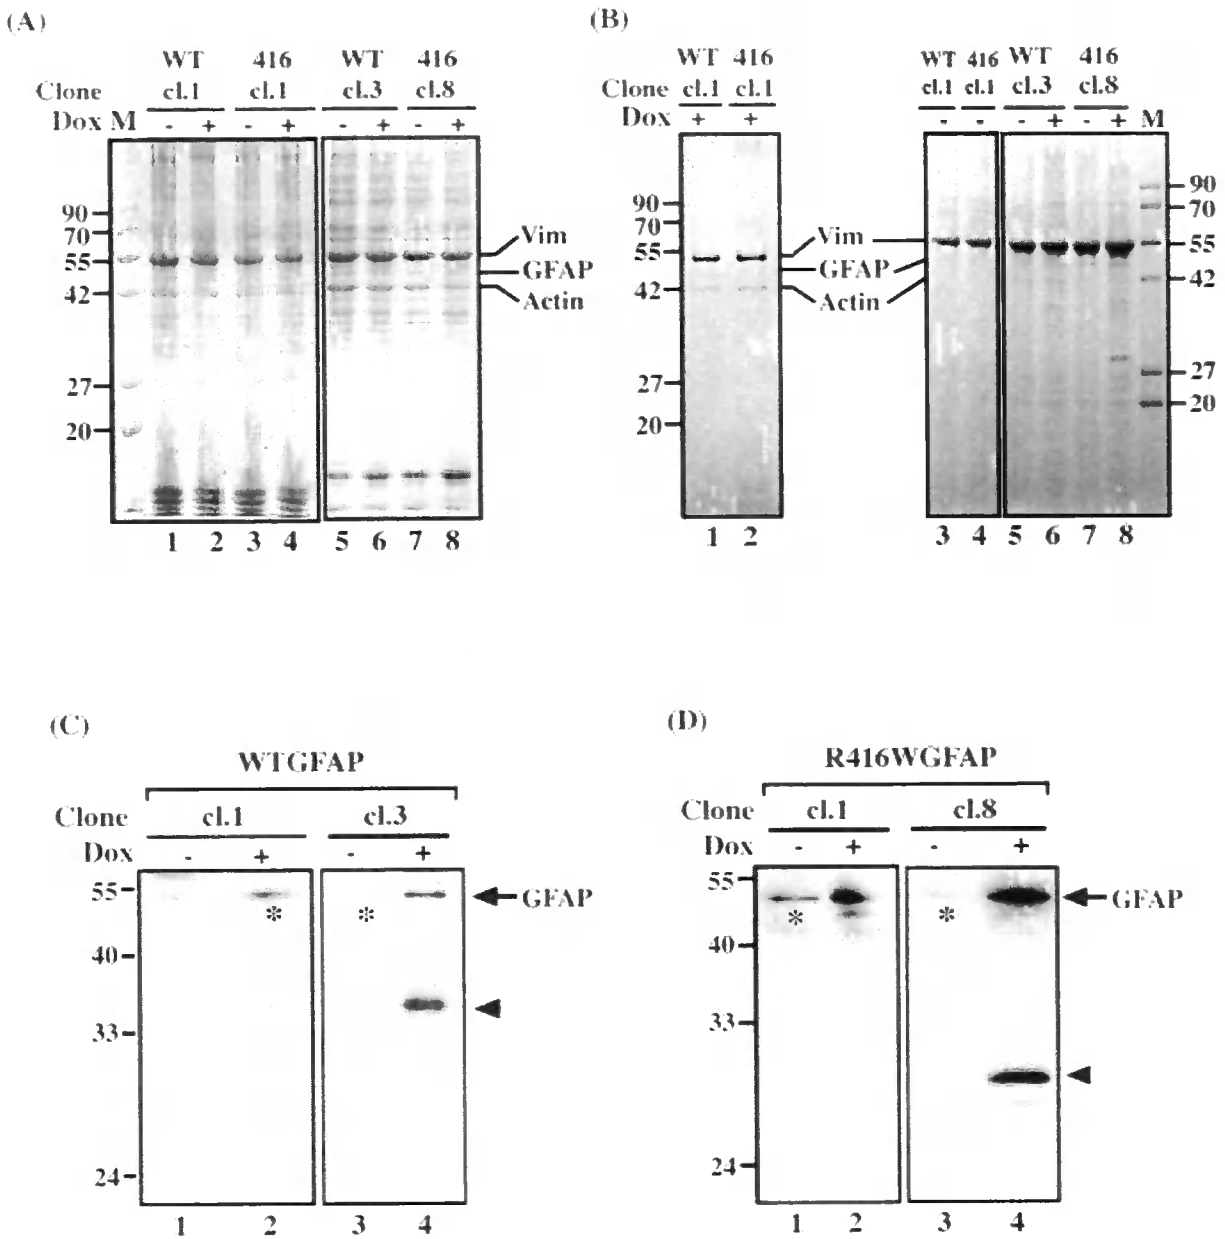 (A)
WT 416 WT 416
Clone cl.1 cl.1 cl.3 cl.8
Dox M - + - + - + - +
90
70
55
42
27
20
Vim
GFAP
Actin
1 2 3 4 5 6 7 8
(B)
WT 416
Clone cl.1 cl.1
Dox + +
90
70
55
42
27
20
Vim
GFAP
Actin
1 2
WT 416 WT 416
cl.1 cl.1 cl.3 cl.8
- - - + - + M
90
70
55
42
27
20
3 4 5 6 7 8
(C)
WTGFAP
Clone cl.1 cl.3
Dox - + - +
55
40
33
24
* *
GFAP
1 2 3 4
(D)
R416WGFAP
Clone cl.1 cl.8
Dox - + - +
55
40
33
24
* *
GFAP
1 2 3 4